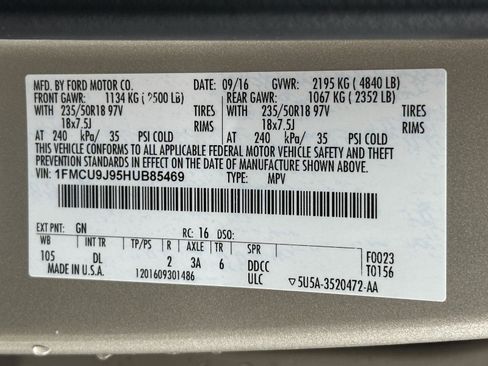 MFD. BY FORD MOTOR CO. DATE: 09/16 GVWR: 2195 KG ( 4840 LB)
FRONT GAWR: 1134 KG ( 2500 LB) REAR GAWR: 1067 KG ( 2352 LB)
235/50R18 97V TIRES 235/50R18 97V TIRES
18x7.5J RIMS 18x7.5J RIMS
AT 240 kPa/ 35 PSI COLD AT 240 kPa/ 35 PSI COLD
THIS VEHICLE CONFORMS TO ALL APPLICABLE FEDERAL MOTOR VEHICLE SAFETY AND THEFT
PREVENTION STANDARDS IN EFFECT ON THE DATE OF MANUFACTURE SHOWN ABOVE.
VIN: 1FMCU9J95HUB85469 TYPE: MPV
EXT PNT: GN RC: 16 DSO:
WB INT TR TP/PS R AXLE TR SPR F0023
105 DL 2 3A 6 DDCC T0156
MADE IN U.S.A. 1201609301486 ULC ▽5U5A-3520472-AA